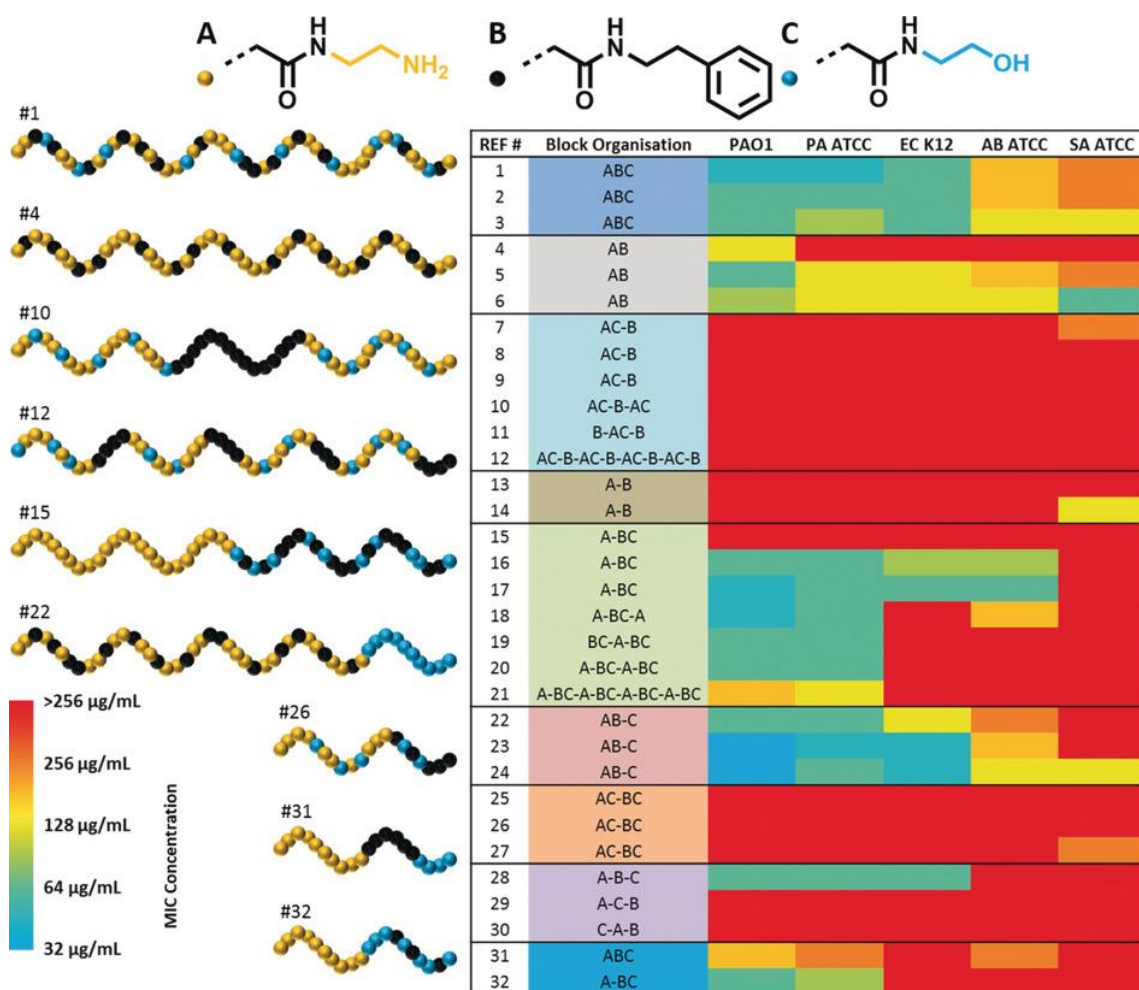 A B C
H N O NH2
H N O
H N O OH
#1
#4
#10
#12
#15
#22
#26
#31
#32
>256 µg/mL
256 µg/mL
128 µg/mL
64 µg/mL
32 µg/mL
MIC Concentration
REF # Block Organisation PAO1 PA ATCC EC K12 AB ATCC SA ATCC
1 ABC
2 ABC
3 ABC
4 AB
5 AB
6 AB
7 AC-B
8 AC-B
9 AC-B
10 AC-B-AC
11 B-AC-B
12 AC-B-AC-B-AC-B-AC-B
13 A-B
14 A-B
15 A-BC
16 A-BC
17 A-BC
18 A-BC-A
19 BC-A-BC
20 A-BC-A-BC
21 A-BC-A-BC-A-BC-A-BC
22 AB-C
23 AB-C
24 AB-C
25 AC-BC
26 AC-BC
27 AC-BC
28 A-B-C
29 A-C-B
30 C-A-B
31 ABC
32 A-BC